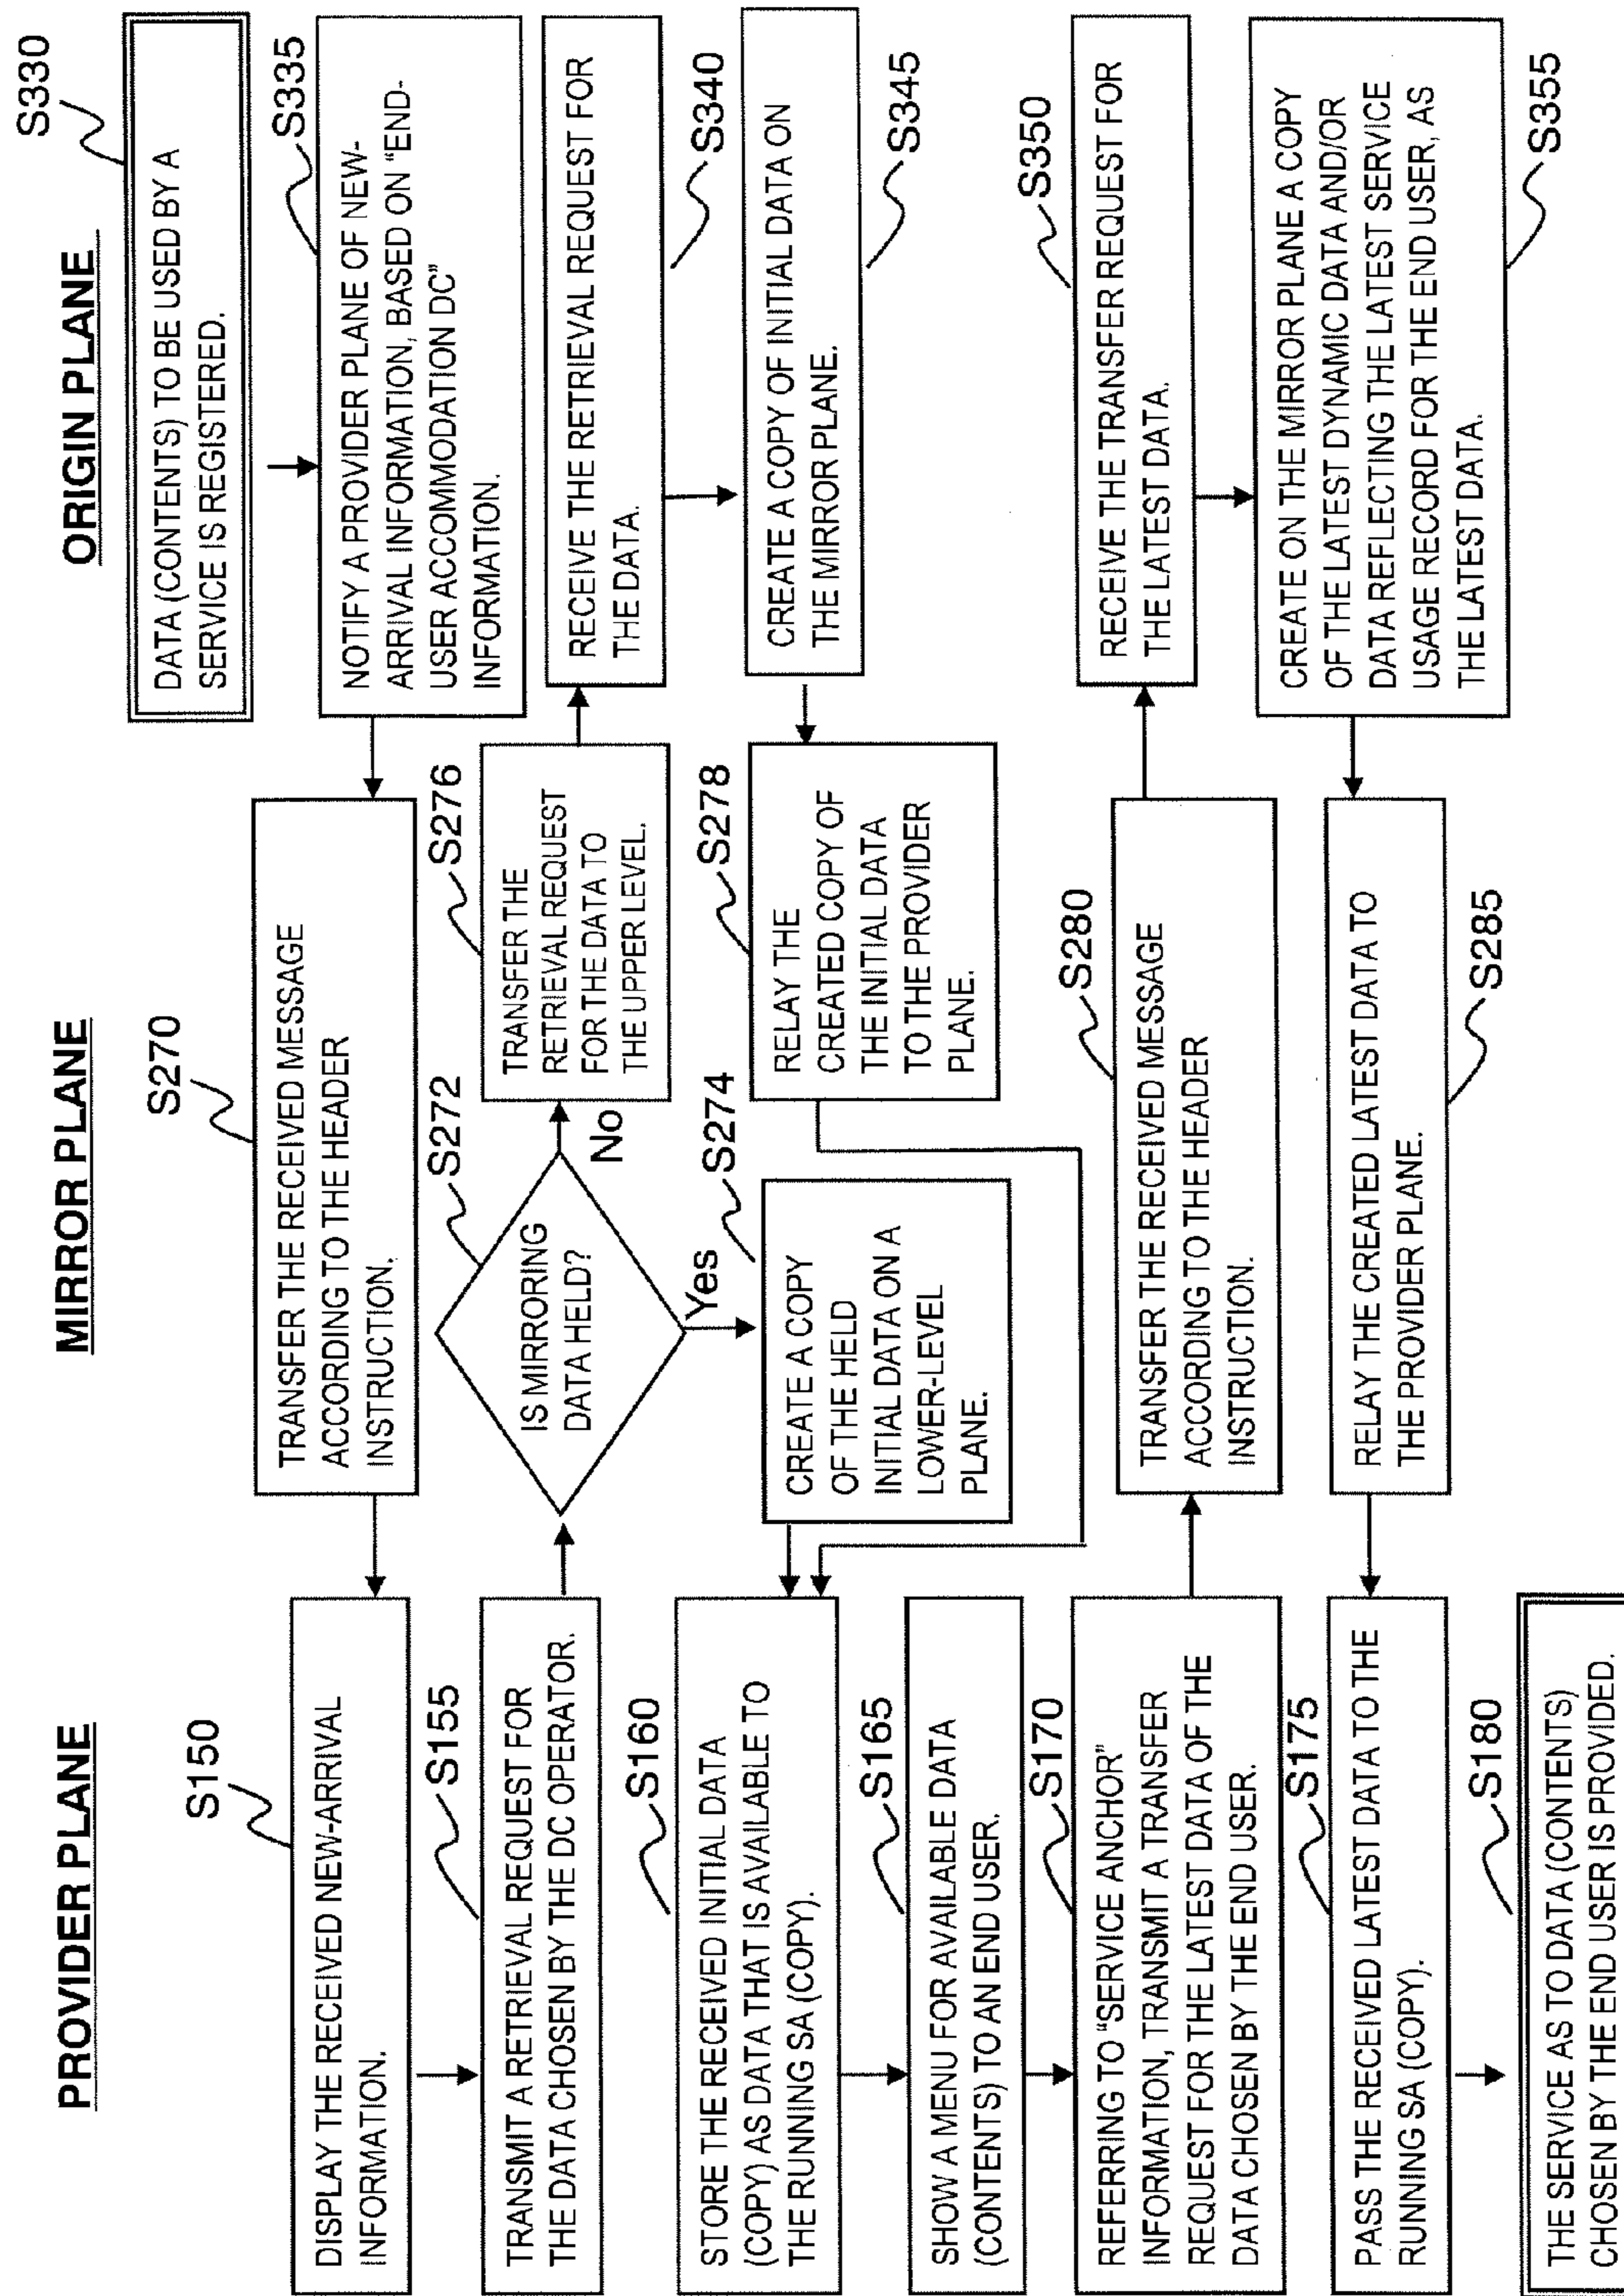 PROVIDER PLANE
MIRROR PLANE
ORIGIN PLANE
S330
DATA (CONTENTS) TO BE USED BY A
SERVICE IS REGISTERED.
S335
NOTIFY A PROVIDER PLANE OF NEW-
ARRIVAL INFORMATION, BASED ON "END-
USER ACCOMMODATION DC"
INFORMATION.
S270
TRANSFER THE RECEIVED MESSAGE
ACCORDING TO THE HEADER
INSTRUCTION.
S150
DISPLAY THE RECEIVED NEW-ARRIVAL
INFORMATION.
S155
TRANSMIT A RETRIEVAL REQUEST FOR
THE DATA CHOSEN BY THE DC OPERATOR.
S272
IS MIRRORING
DATA HELD?
No
Yes
S276
TRANSFER THE
RETRIEVAL REQUEST
FOR THE DATA TO
THE UPPER LEVEL.
RECEIVE THE RETRIEVAL REQUEST FOR
THE DATA.
S340
S274
CREATE A COPY
OF THE HELD
INITIAL DATA ON A
LOWER-LEVEL
PLANE.
S278
RELAY THE
CREATED COPY OF
THE INITIAL DATA
TO THE PROVIDER
PLANE.
CREATE A COPY OF INITIAL DATA ON
THE MIRROR PLANE.
S345
S160
STORE THE RECEIVED INITIAL DATA
(COPY) AS DATA THAT IS AVAILABLE TO
THE RUNNING SA (COPY).
S165
SHOW A MENU FOR AVAILABLE DATA
(CONTENTS) TO AN END USER.
S170
REFERRING TO "SERVICE ANCHOR"
INFORMATION, TRANSMIT A TRANSFER
REQUEST FOR THE LATEST DATA OF THE
DATA CHOSEN BY THE END USER.
S280
TRANSFER THE RECEIVED MESSAGE
ACCORDING TO THE HEADER
INSTRUCTION.
S350
RECEIVE THE TRANSFER REQUEST FOR
THE LATEST DATA.
CREATE ON THE MIRROR PLANE A COPY
OF THE LATEST DYNAMIC DATA AND/OR
DATA REFLECTING THE LATEST SERVICE
USAGE RECORD FOR THE END USER, AS
THE LATEST DATA.
S355
RELAY THE CREATED LATEST DATA TO
THE PROVIDER PLANE.
S285
S175
PASS THE RECEIVED LATEST DATA TO THE
RUNNING SA (COPY).
S180
THE SERVICE AS TO DATA (CONTENTS)
CHOSEN BY THE END USER IS PROVIDED.